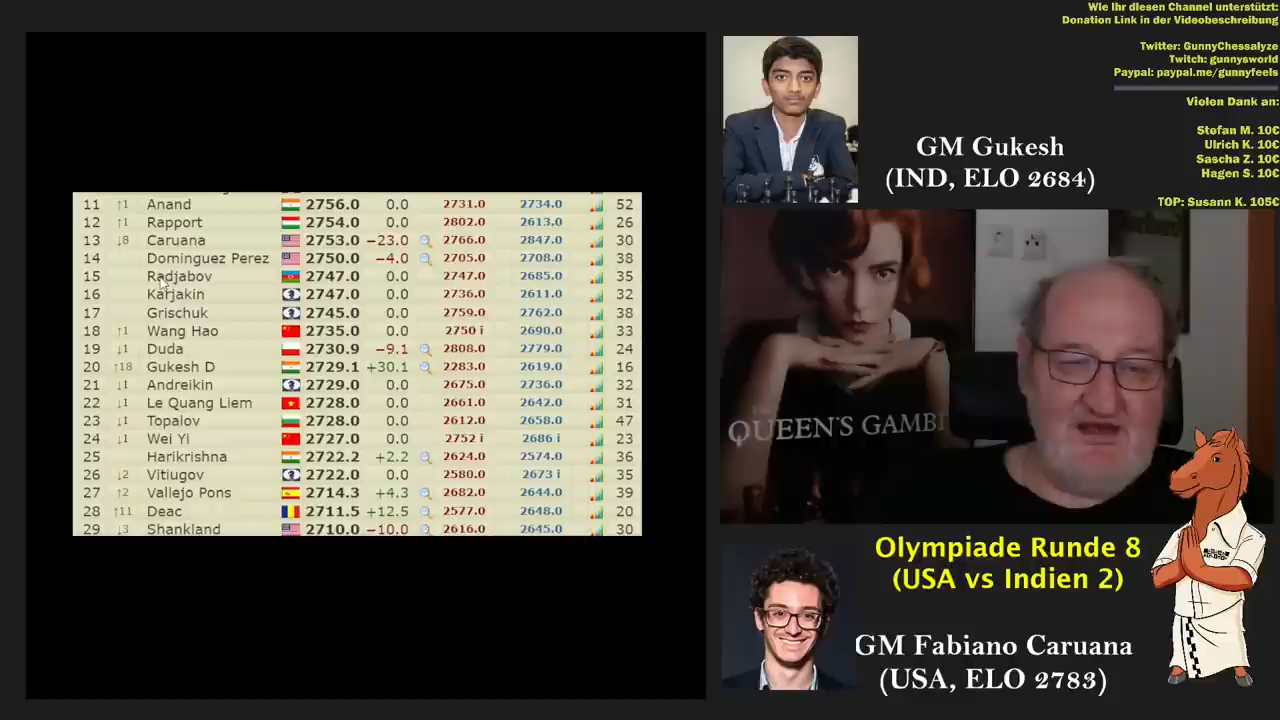 Wie Ihr diesen Channel unterstützt:
Donation Link in der Videobeschreibung
Twitter: GunnyChessalyze
Twitch: gunnysworld
Paypal: paypal.me/gunnyfeels
Vielen Dank an:
Stefan M. 10€
Ulrich K. 10€
Sascha Z. 10€
Hagen S. 10€
TOP: Susann K. 105€
GM Gukesh
(IND, ELO 2684)
11 ↑1 Anand 2756.0 0.0 2731.0 2734.0 52
12 ↑1 Rapport 2754.0 0.0 2802.0 2613.0 26
13 ↓8 Caruana 2753.0 −23.0 2766.0 2847.0 30
14 Dominguez Perez 2750.0 −4.0 2705.0 2708.0 38
15 Radjabov 2747.0 0.0 2747.0 2685.0 35
16 Karjakin 2747.0 0.0 2736.0 2611.0 32
17 Grischuk 2745.0 0.0 2759.0 2762.0 38
18 ↑1 Wang Hao 2735.0 0.0 2750 i 2690.0 33
19 ↓1 Duda 2730.9 −9.1 2808.0 2779.0 24
20 ↑18 Gukesh D 2729.1 +30.1 2283.0 2619.0 16
21 ↓1 Andreikin 2729.0 0.0 2675.0 2736.0 32
22 ↓1 Le Quang Liem 2728.0 0.0 2661.0 2642.0 31
23 ↓1 Topalov 2728.0 0.0 2612.0 2658.0 47
24 ↓1 Wei Yi 2727.0 0.0 2752 i 2686 i 23
25 Harikrishna 2722.2 +2.2 2624.0 2574.0 36
26 ↓2 Vitiugov 2722.0 0.0 2580.0 2673 i 35
27 ↑2 Vallejo Pons 2714.3 +4.3 2682.0 2644.0 39
28 ↑11 Deac 2711.5 +12.5 2577.0 2648.0 20
29 ↓3 Shankland 2710.0 −10.0 2616.0 2645.0 30
QUEEN'S GAMBI
Olympiade Runde 8
(USA vs Indien 2)
GM Fabiano Caruana
(USA, ELO 2783)